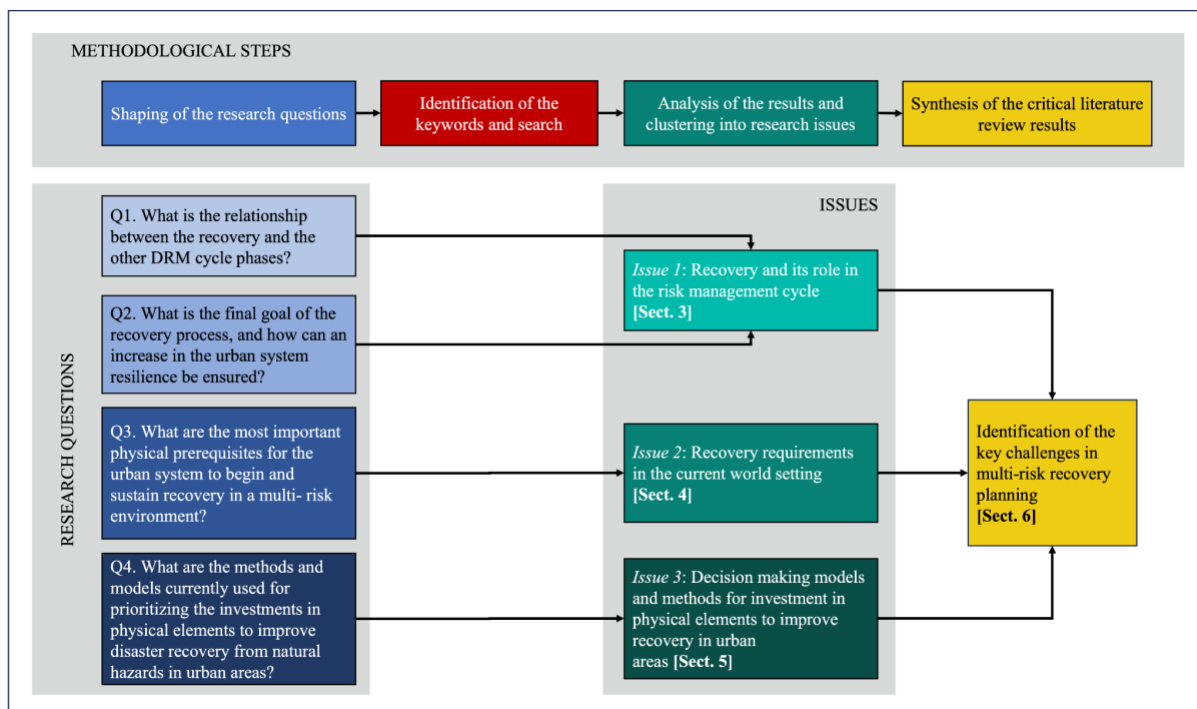 METHODOLOGICAL STEPS
Shaping of the research questions
Identification of the
keywords and search
Analysis of the results and
clustering into research issues
Synthesis of the critical literature
review results
RESEARCH QUESTIONS
Q1. What is the relationship
between the recovery and the
other DRM cycle phases?
Q2. What is the final goal of the
recovery process, and how can an
increase in the urban system
resilience be ensured?
Q3. What are the most important
physical prerequisites for the
urban system to begin and
sustain recovery in a multi- risk
environment?
Q4. What are the methods and
models currently used for
prioritizing the investments in
physical elements to improve
disaster recovery from natural
hazards in urban areas?
ISSUES
Issue 1: Recovery and its role in
the risk management cycle
[Sect. 3]
Issue 2: Recovery requirements
in the current world setting
[Sect. 4]
Issue 3: Decision making models
and methods for investment in
physical elements to improve
recovery in urban
areas [Sect. 5]
Identification of the
key challenges in
multi-risk recovery
planning
[Sect. 6]